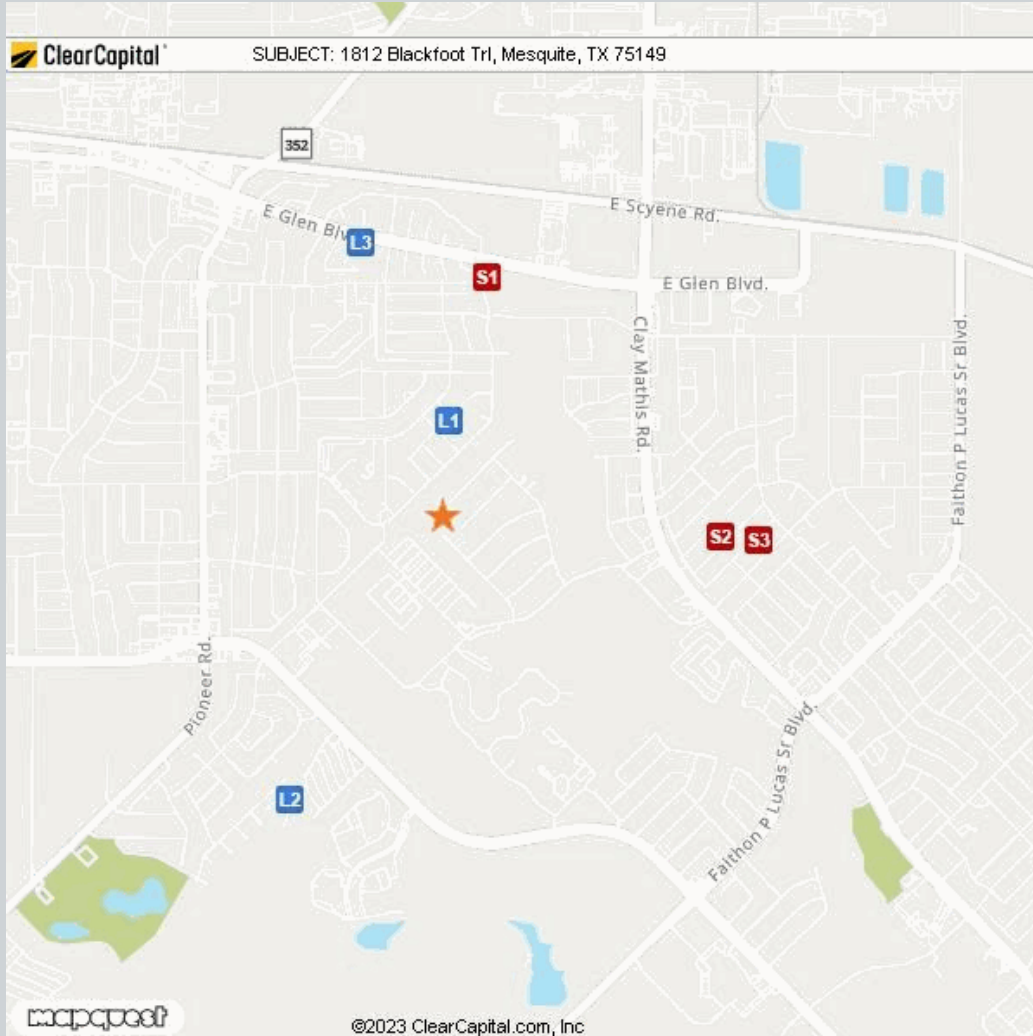 ClearCapital
SUBJECT: 1812 Blackfoot Trl, Mesquite, TX 75149
352
E Scyene Rd.
E Glen Blv
L3
S1
E Glen Blvd.
Clay Mathis Rd.
Faithon P Lucas Sr Blvd.
L1
S2
S3
Pioneer Rd.
Faithon P Lucas Sr Blvd.
L2
mapquest
©2023 ClearCapital.com, Inc